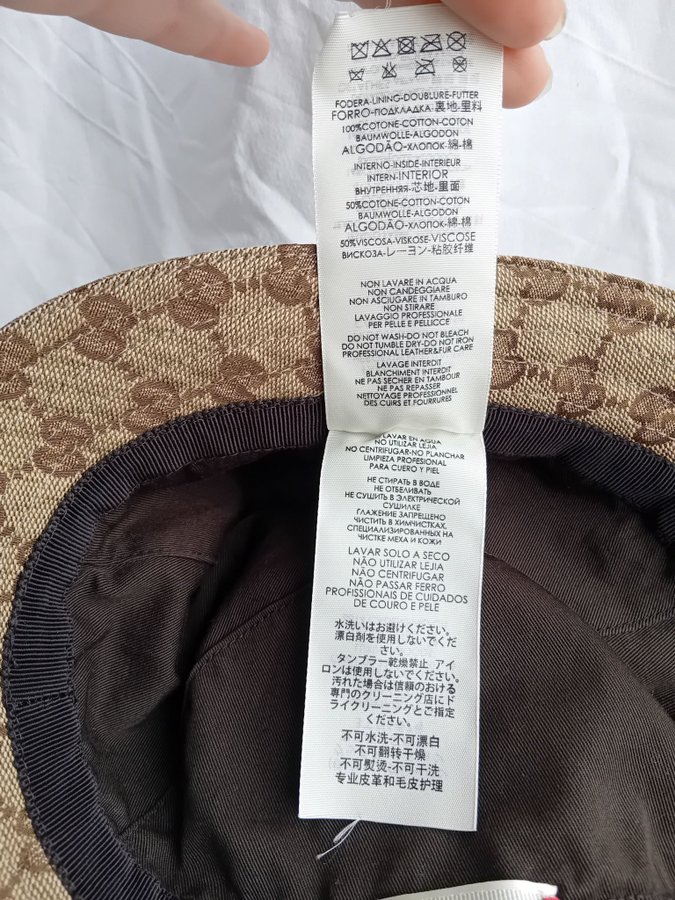 FODERA-LINING-DOUBLURE-FUTTER
FORRO-ПОДКЛАДКА-裏地-里料
100%COTONE-COTTON-COTON
BAUMWOLLE-ALGODON
ALGODÃO-ХЛОПОК-綿-棉
INTERNO-INSIDE-INTERIEUR
INTERN-INTERIOR
ВНУТРЕННЯЯ-芯地-里面
50%COTONE-COTTON-COTON
BAUMWOLLE-ALGODON
ALGODÃO-ХЛОПОК-綿-棉
50%VISCOSA-VISKOSE-VISCOSE
ВИСКОЗА-レーヨン-粘胶纤维
NON LAVARE IN ACQUA
NON CANDEGGIARE
NON ASCIUGARE IN TAMBURO
NON STIRARE
LAVAGGIO PROFESSIONALE
PER PELLE E PELLICCE
DO NOT WASH-DO NOT BLEACH
DO NOT TUMBLE DRY-DO NOT IRON
PROFESSIONAL LEATHER&FUR CARE
LAVAGE INTERDIT
BLANCHIMENT INTERDIT
NE PAS SÉCHER EN TAMBOUR
NE PAS REPASSER
NETTOYAGE PROFESSIONNEL
DES CUIRS ET FOURRURES
LAVAR EN AGUA
NO UTILIZAR LEJÍA
NO CENTRIFUGAR-NO PLANCHAR
LIMPIEZA PROFESIONAL
PARA CUERO Y PIEL
НЕ СТИРАТЬ В ВОДЕ
НЕ ОТБЕЛИВАТЬ
НЕ СУШИТЬ В ЭЛЕКТРИЧЕСКОЙ
СУШИЛКЕ
ГЛАЖЕНИЕ ЗАПРЕЩЕНО
ЧИСТИТЬ В ХИМЧИСТКАХ,
СПЕЦИАЛИЗИРОВАННЫХ НА
ЧИСТКЕ МЕХА И КОЖИ
LAVAR SOLO A SECO
NÃO UTILIZAR LEJIA
NÃO CENTRIFUGAR
NÃO PASSAR FERRO
PROFISSIONAIS DE CUIDADOS
DE COURO E PELE
水洗いはお避けください。
漂白剤を使用しないでくだ
さい。
タンブラー乾燥禁止 アイ
ロンは使用しないでください。
汚れた場合は信頼のおける
専門のクリーニング店にド
ライクリーニングとご指定
ください。
不可水洗-不可漂白
不可翻转干燥
不可熨烫-不可干洗
专业皮革和毛皮护理